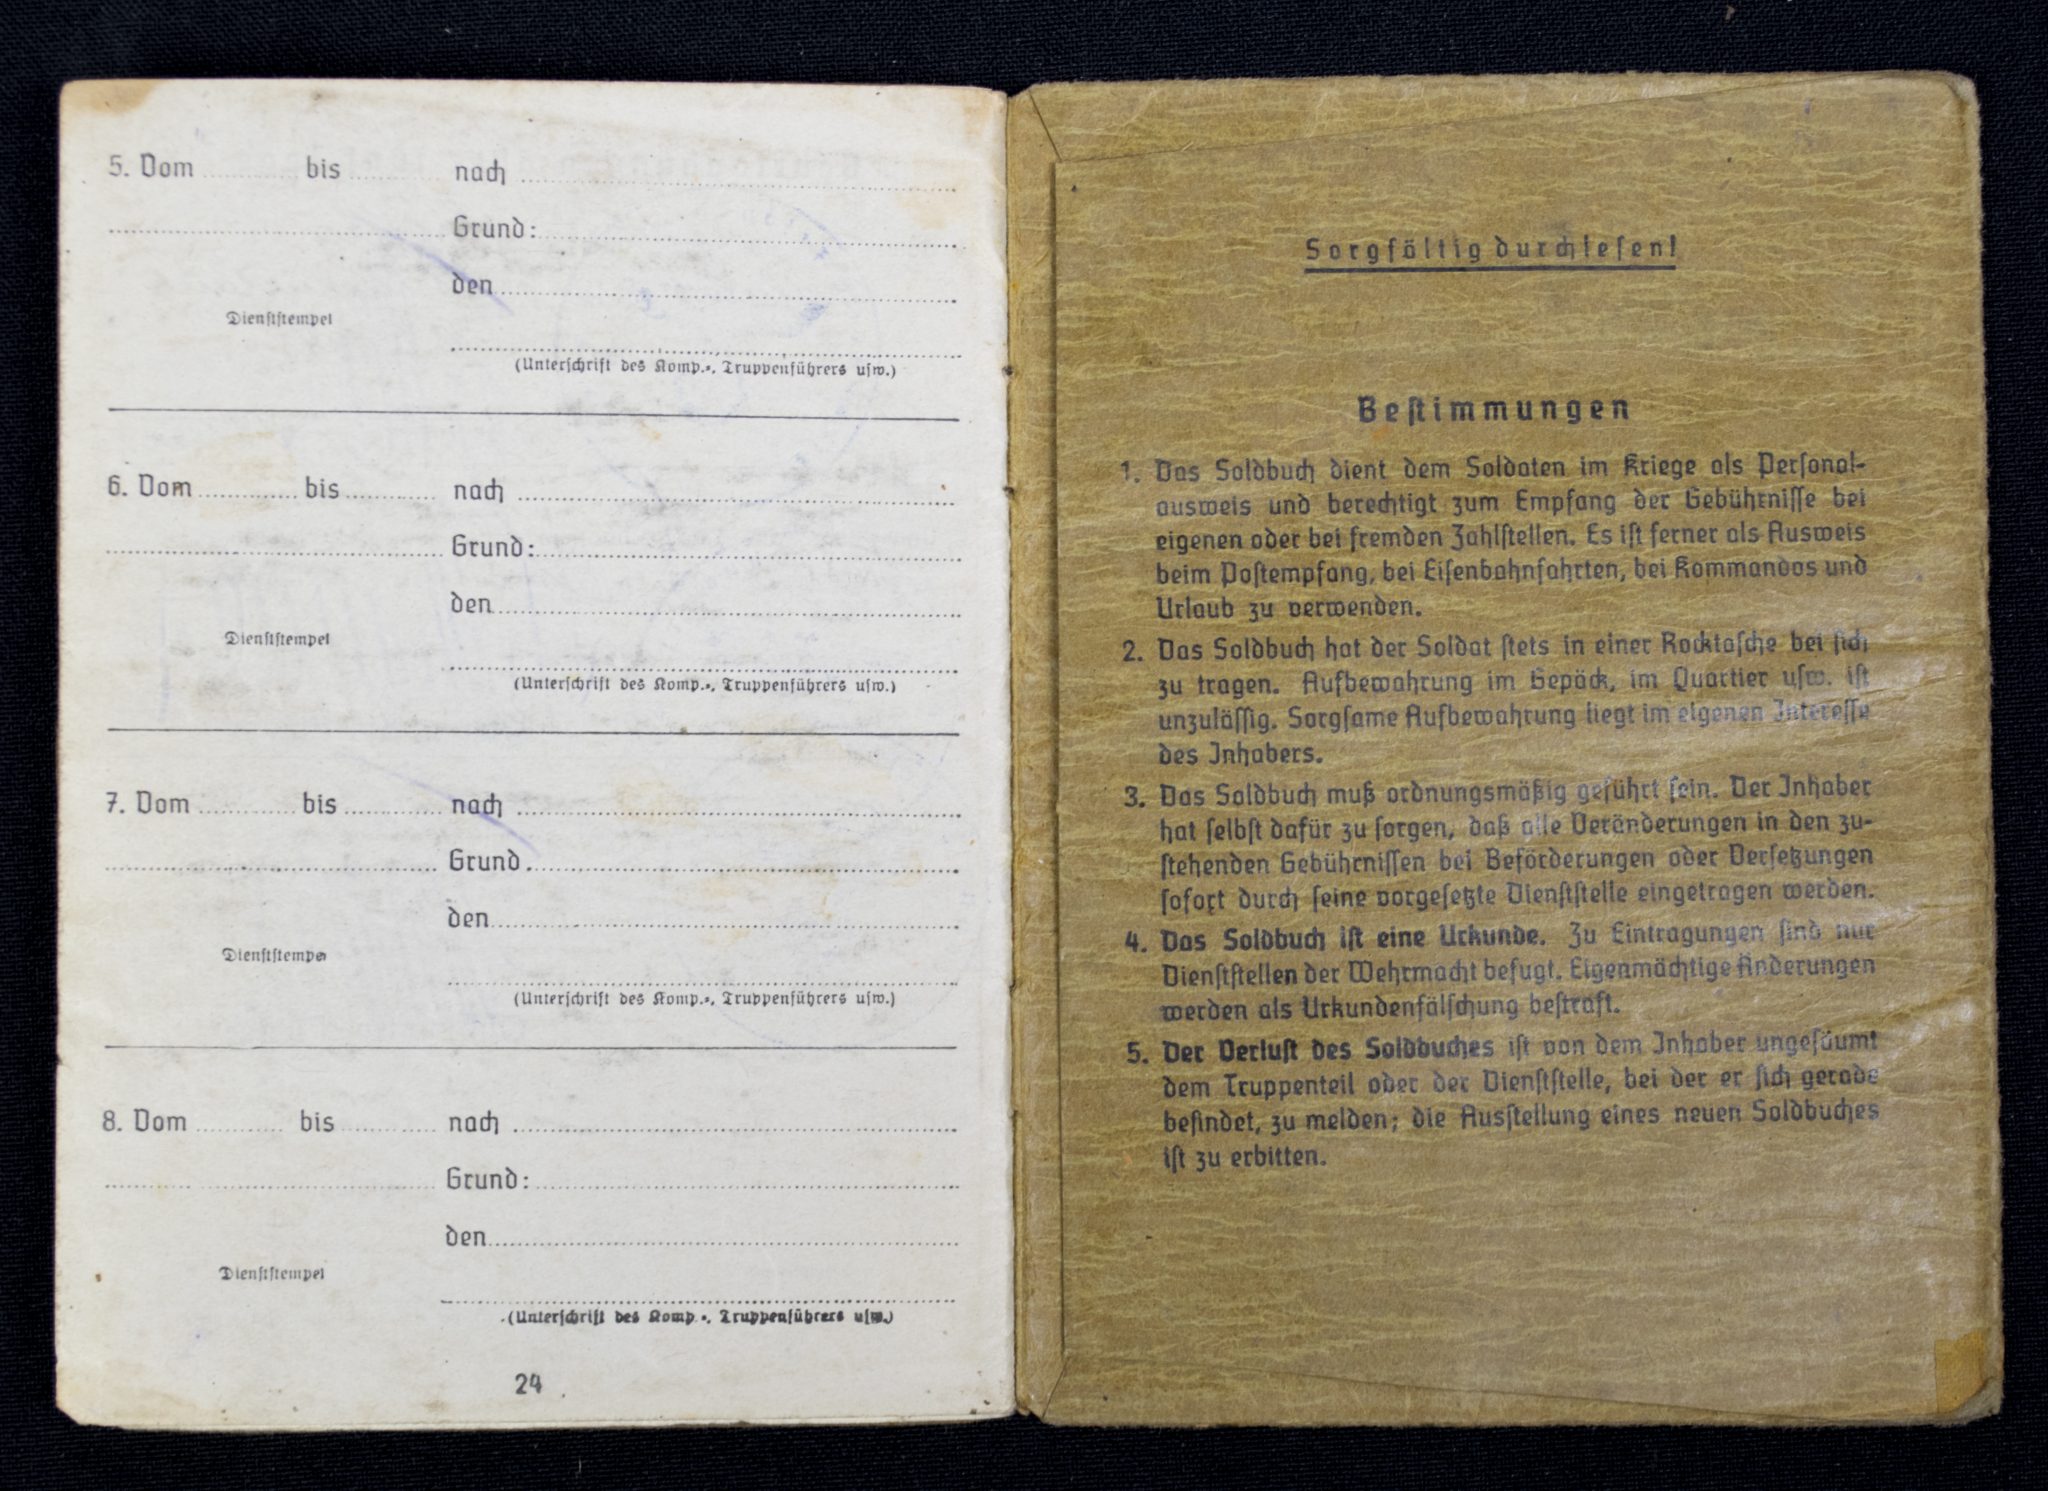 5. Vom ........ bis ........ nach ........
........ Grund: ........
den ........
Dienststempel
(Unterschrift des Komp.-, Truppenführers usw.)
6. Vom ........ bis ........ nach ........
........ Grund: ........
den ........
Dienststempel
(Unterschrift des Komp.-, Truppenführers usw.)
7. Vom ........ bis ........ nach ........
........ Grund. ........
den ........
Dienststempe
(Unterschrift des Komp.-, Truppenführers usw.)
8. Vom ........ bis ........ nach ........
........ Grund: ........
den ........
Dienststempel
(Unterschrift des Komp.-, Truppenführers usw.)
24
Sorgfältig durchlesen!
Bestimmungen
1. Das Soldbuch dient dem Soldaten im Kriege als Personal-
ausweis und berechtigt zum Empfang der Gebührnisse bei
eigenen oder bei fremden Zahlstellen. Es ist ferner als Ausweis
beim Postempfang, bei Eisenbahnfahrten, bei Kommandos und
Urlaub zu verwenden.
2. Das Soldbuch hat der Soldat stets in einer Rocktasche bei sich
zu tragen. Aufbewahrung im Gepäck, im Quartier usw. ist
unzulässig. Sorgsame Aufbewahrung liegt im eigenen Interesse
des Inhabers.
3. Das Soldbuch muß ordnungsmäßig geführt sein. Der Inhaber
hat selbst dafür zu sorgen, daß alle Veränderungen in den zu-
stehenden Gebührnissen bei Beförderungen oder Versetzungen
sofort durch seine vorgesetzte Dienststelle eingetragen werden.
4. Das Soldbuch ist eine Urkunde. Zu Eintragungen sind nur
Dienststellen der Wehrmacht befugt. Eigenmächtige Änderungen
werden als Urkundenfälschung bestraft.
5. Der Verlust des Soldbuches ist von dem Inhaber ungesäumt
dem Truppenteil oder der Dienststelle, bei der er sich gerade
befindet, zu melden; die Ausstellung eines neuen Soldbuches
ist zu erbitten.